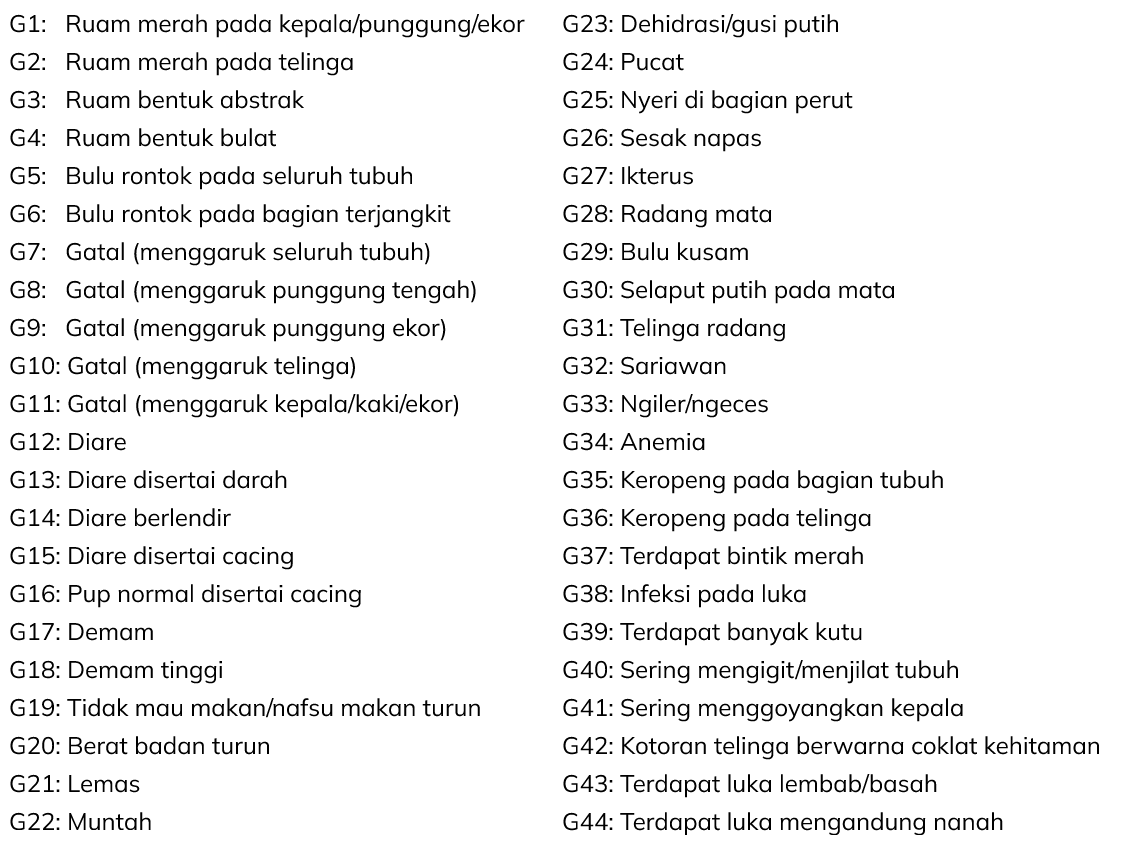 G1: Ruam merah pada kepala/punggung/ekor
G2: Ruam merah pada telinga
G3: Ruam bentuk abstrak
G4: Ruam bentuk bulat
G5: Bulu rontok pada seluruh tubuh
G6: Bulu rontok pada bagian terjangkit
G7: Gatal (menggaruk seluruh tubuh)
G8: Gatal (menggaruk punggung tengah)
G9: Gatal (menggaruk punggung ekor)
G10: Gatal (menggaruk telinga)
G11: Gatal (menggaruk kepala/kaki/ekor)
G12: Diare
G13: Diare disertai darah
G14: Diare berlendir
G15: Diare disertai cacing
G16: Pup normal disertai cacing
G17: Demam
G18: Demam tinggi
G19: Tidak mau makan/nafsu makan turun
G20: Berat badan turun
G21: Lemas
G22: Muntah
G23: Dehidrasi/gusi putih
G24: Pucat
G25: Nyeri di bagian perut
G26: Sesak napas
G27: Ikterus
G28: Radang mata
G29: Bulu kusam
G30: Selaput putih pada mata
G31: Telinga radang
G32: Sariawan
G33: Ngiler/ngeces
G34: Anemia
G35: Keropeng pada bagian tubuh
G36: Keropeng pada telinga
G37: Terdapat bintik merah
G38: Infeksi pada luka
G39: Terdapat banyak kutu
G40: Sering mengigit/menjilat tubuh
G41: Sering menggoyangkan kepala
G42: Kotoran telinga berwarna coklat kehitaman
G43: Terdapat luka lembab/basah
G44: Terdapat luka mengandung nanah